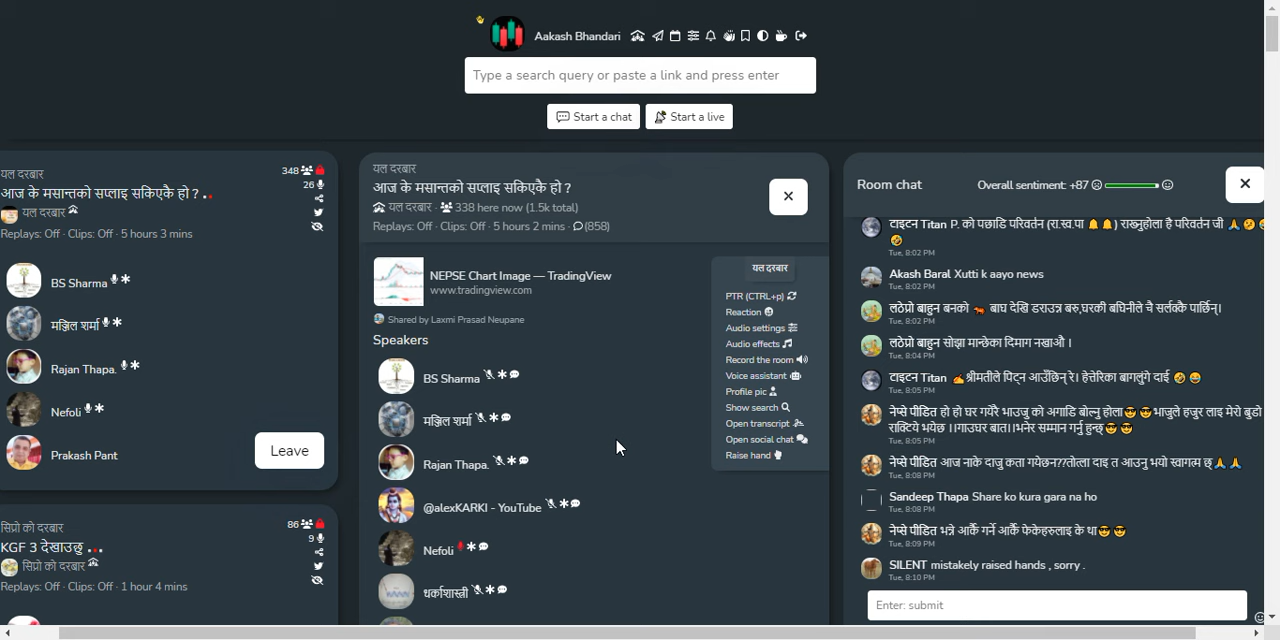 Aakash Bhandari
Type a search query or paste a link and press enter
Start a chat
Start a live
यल दरबार
348
आज के मसान्तको सप्लाइ सकिएकै हो ? ..
26
यल दरबार
Replays: Off · Clips: Off · 5 hours 3 mins
BS Sharma
मञ्जिल शर्मा
Rajan Thapa.
Nefoli
Prakash Pant
Leave
सिप्रो को दरबार
86
KGF 3 देखाउछु ...
9
सिप्रो को दरबार
Replays: Off · Clips: Off · 1 hour 4 mins
यल दरबार
आज के मसान्तको सप्लाइ सकिएकै हो ?
यल दरबार · 338 here now (1.5k total)
Replays: Off · Clips: Off · 5 hours 2 mins · (858)
NEPSE Chart Image — TradingView
www.tradingview.com
Shared by Laxmi Prasad Neupane
Speakers
BS Sharma
मञ्जिल शर्मा
Rajan Thapa.
@alexKARKI - YouTube
Nefoli
धर्काशास्त्री
यल दरबार
PTR (CTRL+p)
Reaction
Audio settings
Audio effects
Record the room
Voice assistant
Profile pic
Show search
Open transcript
Open social chat
Raise hand
Room chat
Overall sentiment: +87
टाइटन Titan P. को पछाडि परिवर्तन (रा.स्व.पा 🔔🔔) राख्नुहोला है परिवर्तन जी 🙏
Tue, 8:02 PM
Akash Baral Xutti k aayo news
Tue, 8:02 PM
लठेप्रो बाहुन बनको 🐅 बाघ देखि डराउन्न बरु,घरकी बघिनीले चै सर्लक्कै पार्छिन्।
Tue, 8:02 PM
लठेप्रो बाहुन सोझा मान्छेका दिमाग नखाऔ ।
Tue, 8:04 PM
टाइटन Titan ✍श्रीमतीले पिट्न आउँछिन् रे। हेत्तेरिका बागलुंगे दाई 🤣😂
Tue, 8:05 PM
नेप्से पीडित हो हो घर गयेरै भाउजु को अगाडि बोल्नु होला😎😎भाजुले हजुर लाइ मेरो बुडो
राक्टिये भयेछ ।।गाउघर बात।।भनेर सम्मान गर्नु हुन्छ्😎😎
Tue, 8:05 PM
नेप्से पीडित आज नाके दाजु कता गयेछन??तोला दाइ त आउनु भयो स्वागत्म छ्🙏🙏
Tue, 8:08 PM
Sandeep Thapa Share ko kura gara na ho
Tue, 8:08 PM
नेप्से पीडित भन्ने आर्कै गर्ने आर्कै फेकेहरुलाइ के था😎😎
Tue, 8:09 PM
SILENT mistakely raised hands , sorry .
Tue, 8:10 PM
Enter: submit